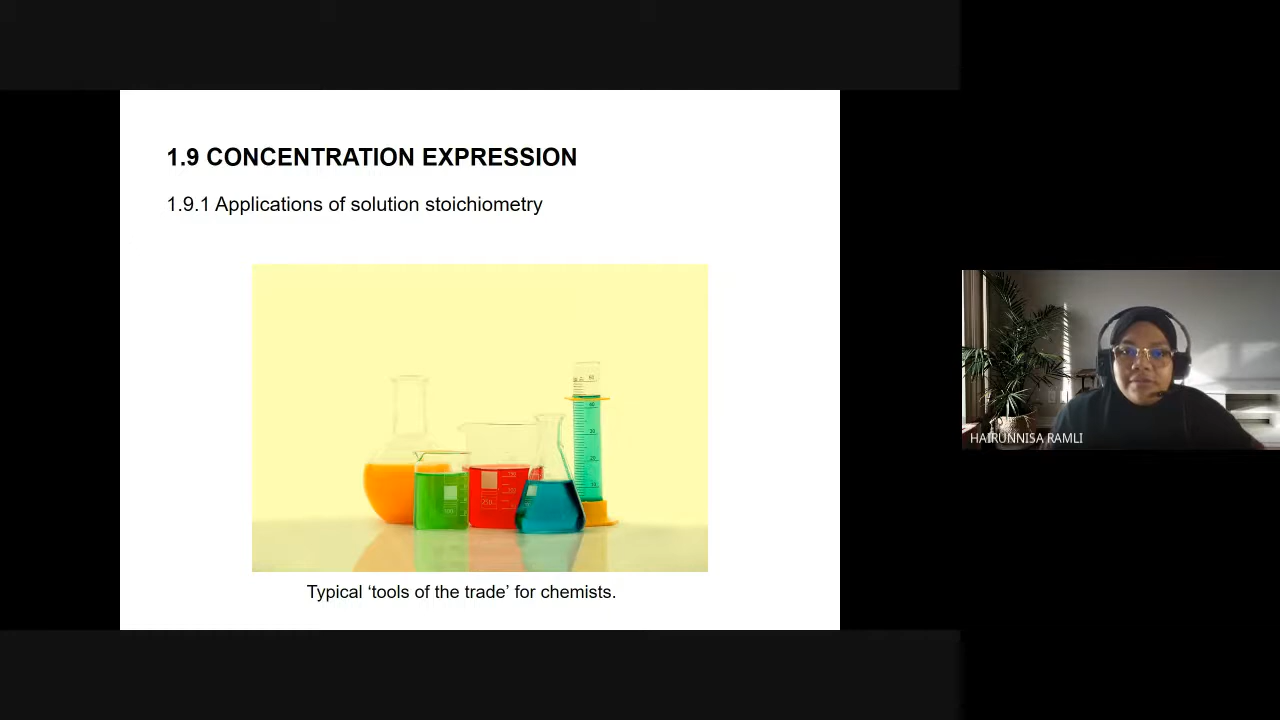 1.9 CONCENTRATION EXPRESSION
1.9.1 Applications of solution stoichiometry
Typical ‘tools of the trade’ for chemists.
HAIRUNNISA RAMLI